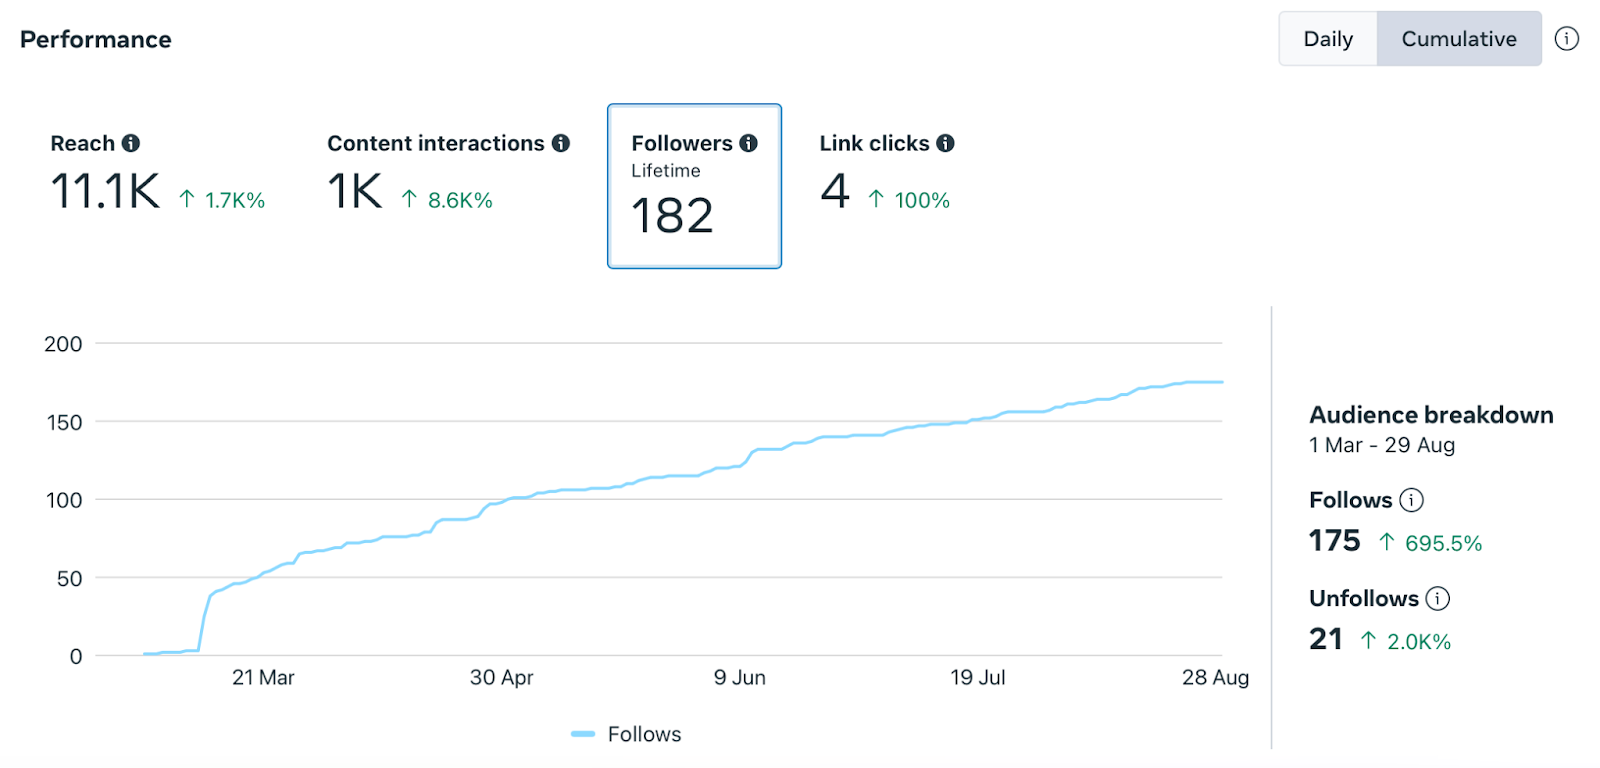 Performance
Daily
Cumulative
Reach
11.1K ↑ 1.7K%
Content interactions
1K ↑ 8.6K%
Followers
Lifetime
182
Link clicks
4 ↑ 100%
200
150
100
50
0
21 Mar
30 Apr
9 Jun
19 Jul
28 Aug
Follows
Audience breakdown
1 Mar - 29 Aug
Follows
175 ↑ 695.5%
Unfollows
21 ↑ 2.0K%